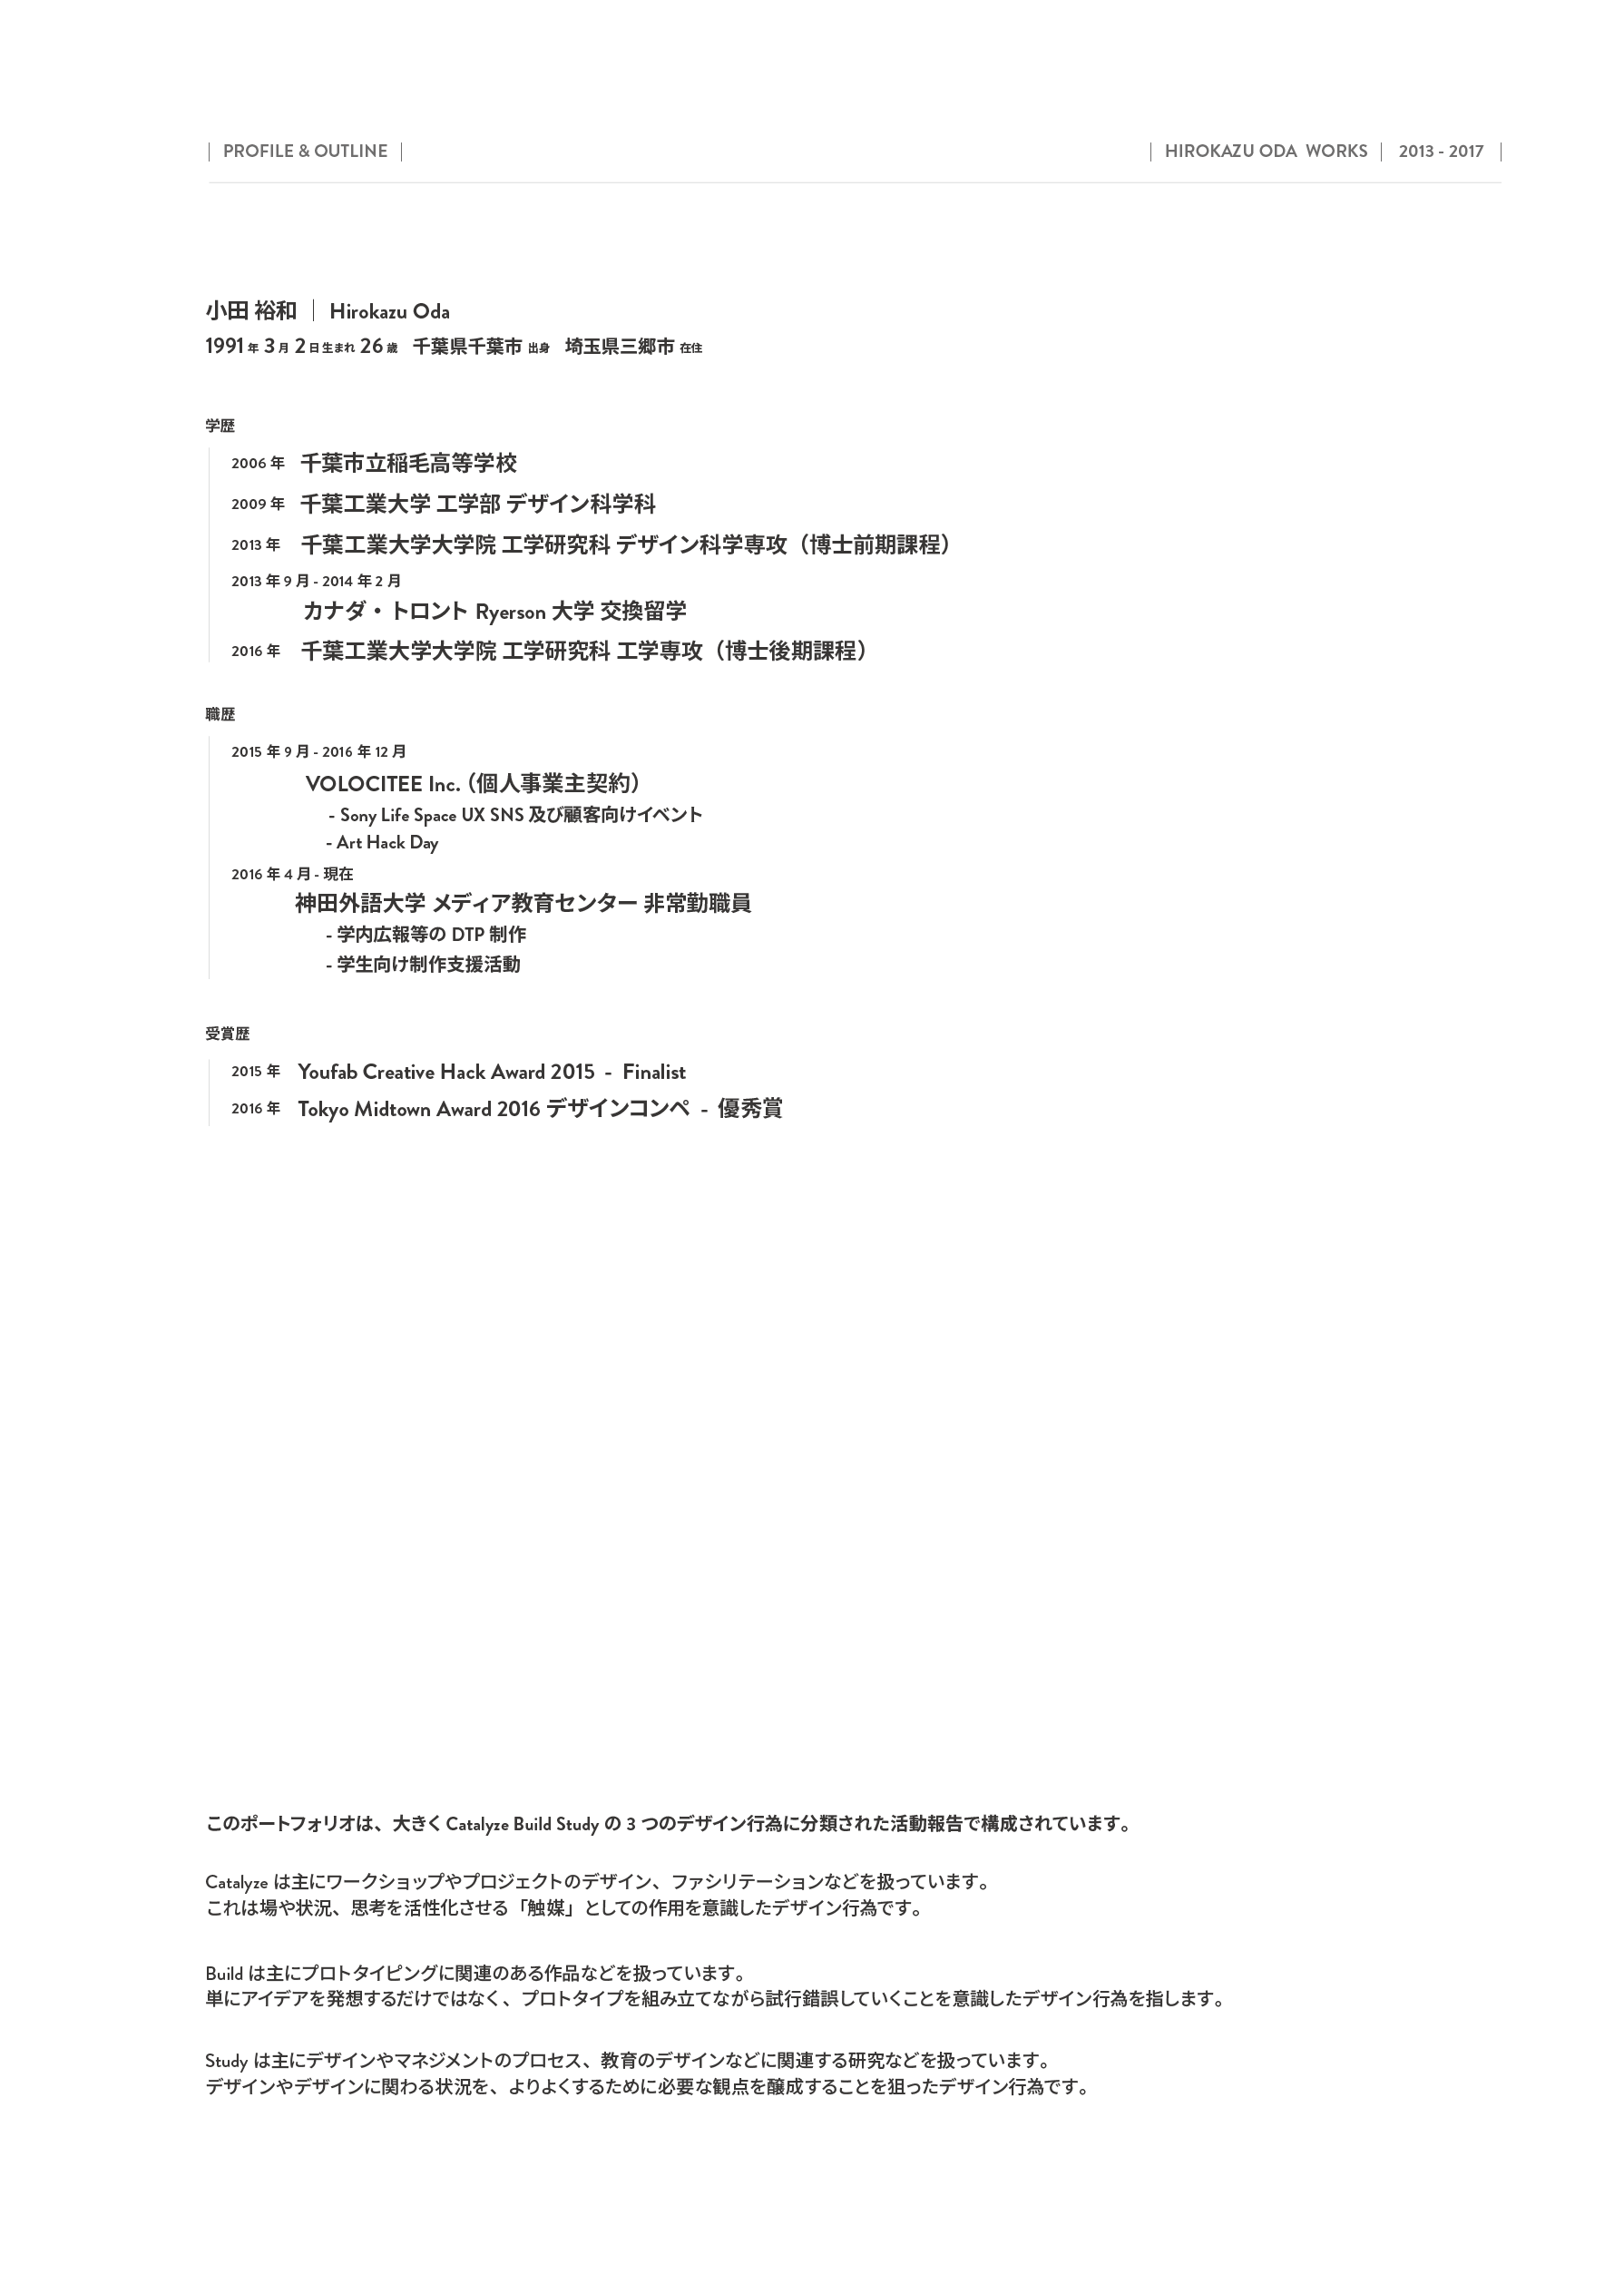 PROFILE & OUTLINE
HIROKAZU ODA WORKS 2013 - 2017
小田 裕和 | Hirokazu Oda
1991 年 3 月 2 日 生まれ 26 歳 千葉県千葉市 出身 埼玉県三郷市 在住
学歴
2006 年 千葉市立稲毛高等学校
2009 年 千葉工業大学 工学部 デザイン科学科
2013 年 千葉工業大学大学院 工学研究科 デザイン科学専攻（博士前期課程）
2013 年 9 月 - 2014 年 2 月
カナダ・トロント Ryerson 大学 交換留学
2016 年 千葉工業大学大学院 工学研究科 工学専攻（博士後期課程）
職歴
2015 年 9 月 - 2016 年 12 月
VOLOCITEE Inc.（個人事業主契約）
- Sony Life Space UX SNS 及び顧客向けイベント
- Art Hack Day
2016 年 4 月 - 現在
神田外語大学 メディア教育センター 非常勤職員
- 学内広報等の DTP 制作
- 学生向け制作支援活動
受賞歴
2015 年 Youfab Creative Hack Award 2015 - Finalist
2016 年 Tokyo Midtown Award 2016 デザインコンペ - 優秀賞
このポートフォリオは、大きく Catalyze Build Study の 3 つのデザイン行為に分類された活動報告で構成されています。
Catalyze は主にワークショップやプロジェクトのデザイン、ファシリテーションなどを扱っています。
これは場や状況、思考を活性化させる「触媒」としての作用を意識したデザイン行為です。
Build は主にプロトタイピングに関連のある作品などを扱っています。
単にアイデアを発想するだけではなく、プロトタイプを組み立てながら試行錯誤していくことを意識したデザイン行為を指します。
Study は主にデザインやマネジメントのプロセス、教育のデザインなどに関連する研究などを扱っています。
デザインやデザインに関わる状況を、よりよくするために必要な観点を醸成することを狙ったデザイン行為です。